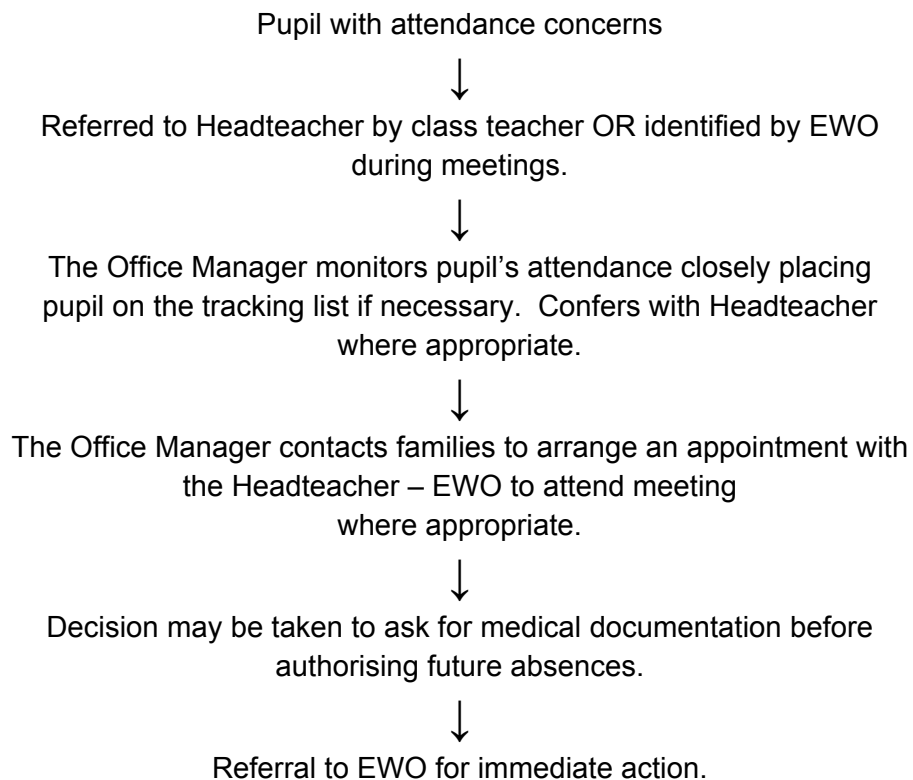 Pupil with attendance concerns
↓
Referred to Headteacher by class teacher OR identified by EWO
during meetings.
↓
The Office Manager monitors pupil’s attendance closely placing
pupil on the tracking list if necessary.  Confers with Headteacher
where appropriate.
↓
The Office Manager contacts families to arrange an appointment with
the Headteacher – EWO to attend meeting
where appropriate.
↓
Decision may be taken to ask for medical documentation before
authorising future absences.
↓
Referral to EWO for immediate action.